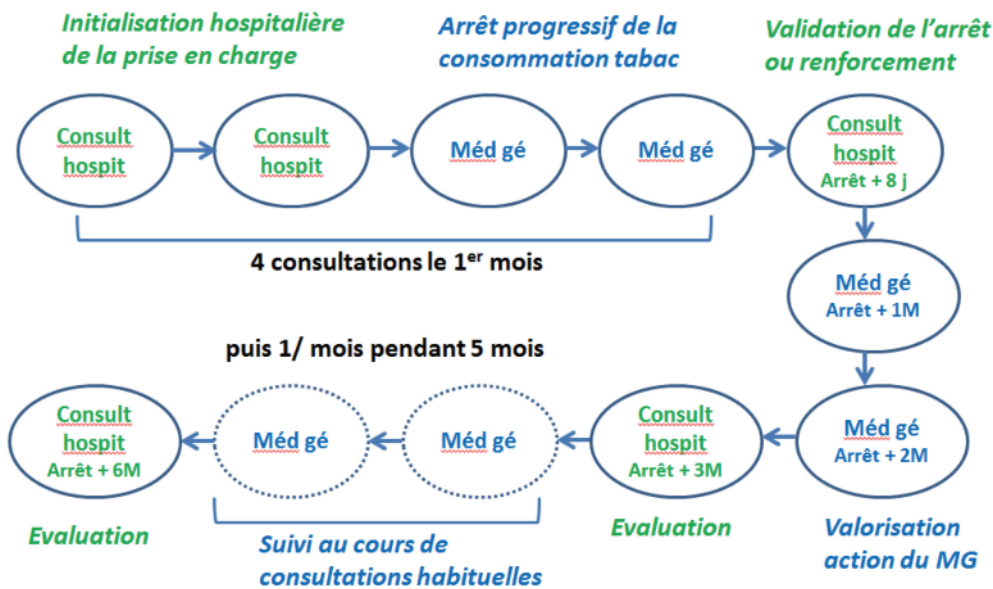 Initialisation hospitalière
de la prise en charge
Arrêt progressif de la
consommation tabac
Validation de l'arrêt
ou renforcement
Consult
hospit
Consult
hospit
Méd gé
Méd gé
Consult
hospit
Arrêt + 8 j
4 consultations le 1er mois
Méd gé
Arrêt + 1M
puis 1/ mois pendant 5 mois
Consult
hospit
Arrêt + 6M
Méd gé
Méd gé
Consult
hospit
Arrêt + 3M
Méd gé
Arrêt + 2M
Evaluation
Suivi au cours de
consultations habituelles
Evaluation
Valorisation
action du MG